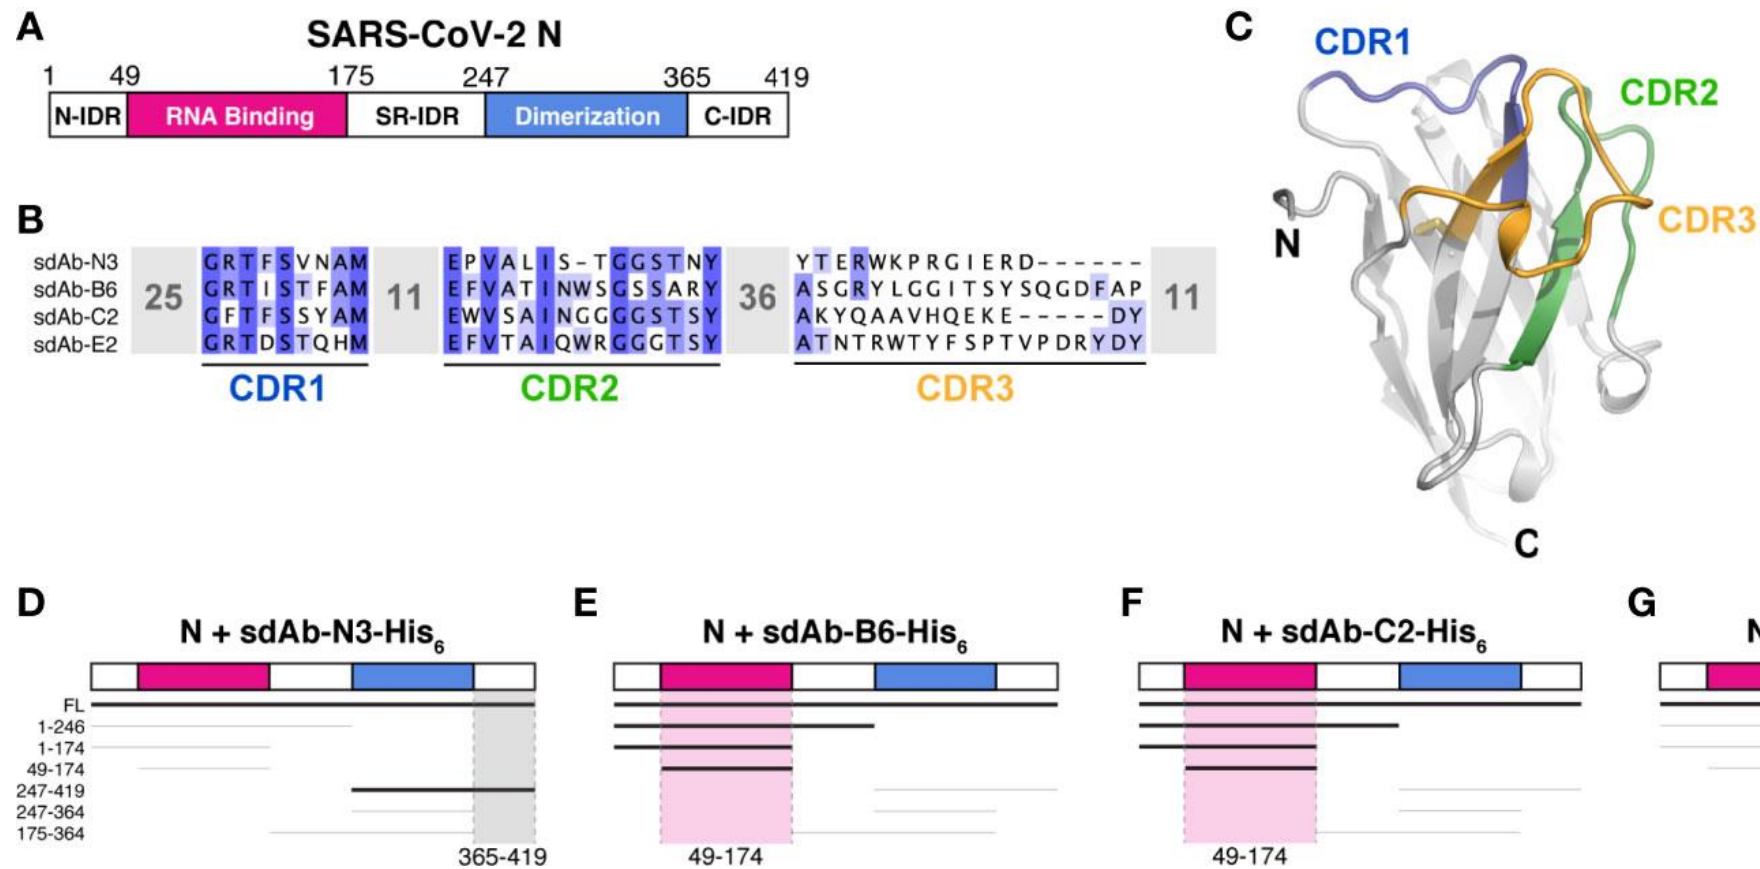 A
SARS-CoV-2 N
1 49 175 247 365 419
N-IDR RNA Binding SR-IDR Dimerization C-IDR
B
sdAb-N3 25 GRTFSVNAM 11 EPVALIS-TGGSTNY 36 YTERWKPRGIERD------ 11
sdAb-B6 GRTISTFAM EFVATINWSGSSARY ASGRYLGGITSYSQGDFAP
sdAb-C2 GFTFSSYAM EWVSAINGGGGSTSY AKYQAAVHQEKE-----DY
sdAb-E2 GRTDSTQHM EFVTAIQWRGGGTSY ATNTRWTYFSPTVPDRYDY
CDR1 CDR2 CDR3
C
CDR1
CDR2
CDR3
N
C
D
N + sdAb-N3-His6
FL
1-246
1-174
49-174
247-419
247-364
175-364
365-419
E
N + sdAb-B6-His6
49-174
F
N + sdAb-C2-His6
49-174
G